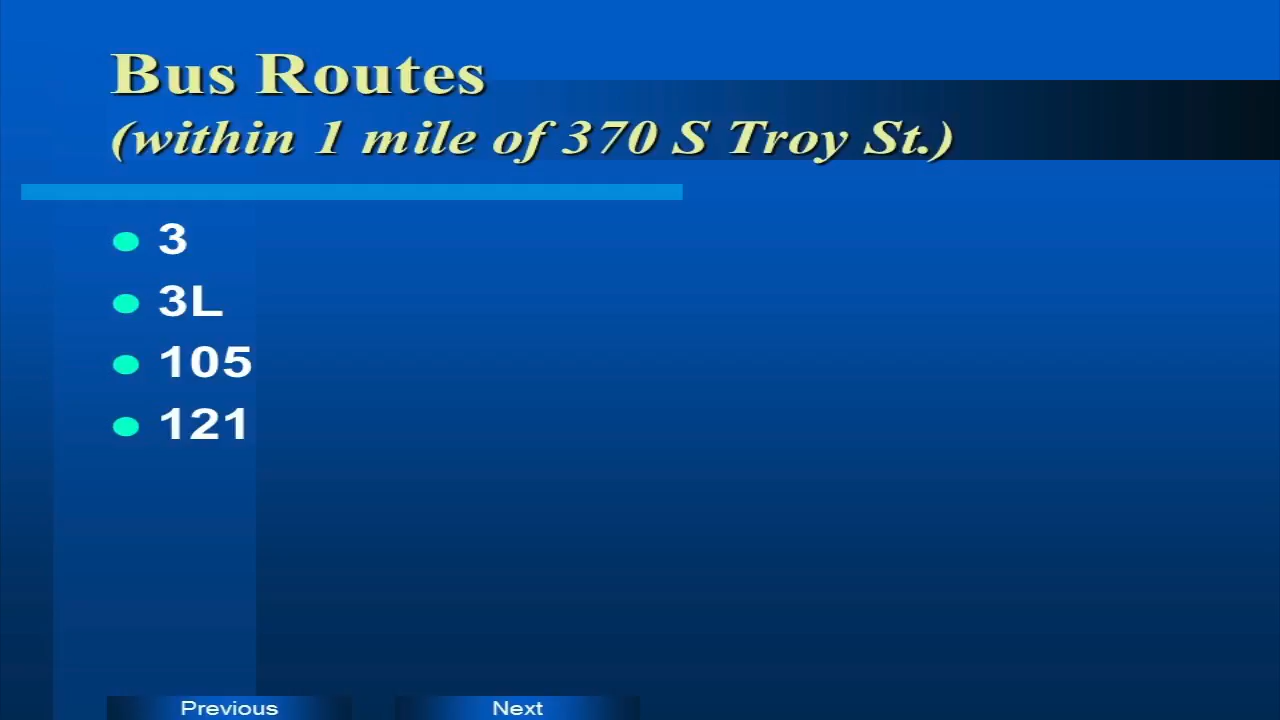 Bus Routes
(within 1 mile of 370 S Troy St.)
3
3L
105
121
Previous
Next